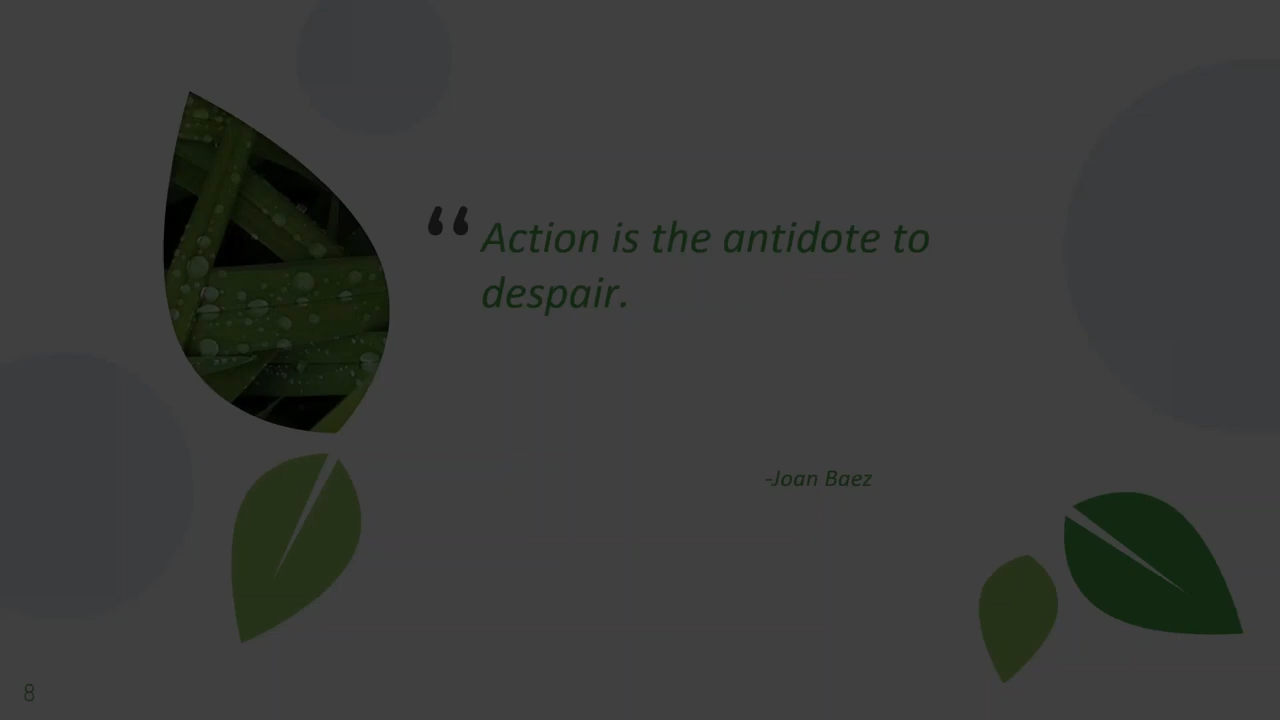 “ Action is the antidote to
despair.
-Joan Baez
8